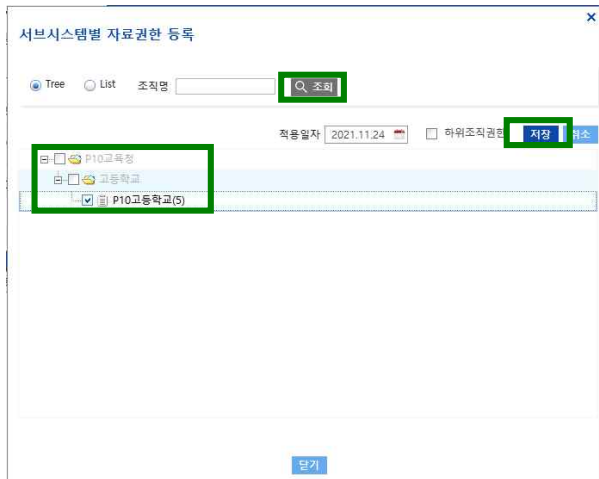 서브시스템별 자료권한 등록
Tree List 조직명 조회
적용일자 2021.11.24 하위조직권한 저장 취소
P10교육청
고등학교
P10고등학교(5)
닫기